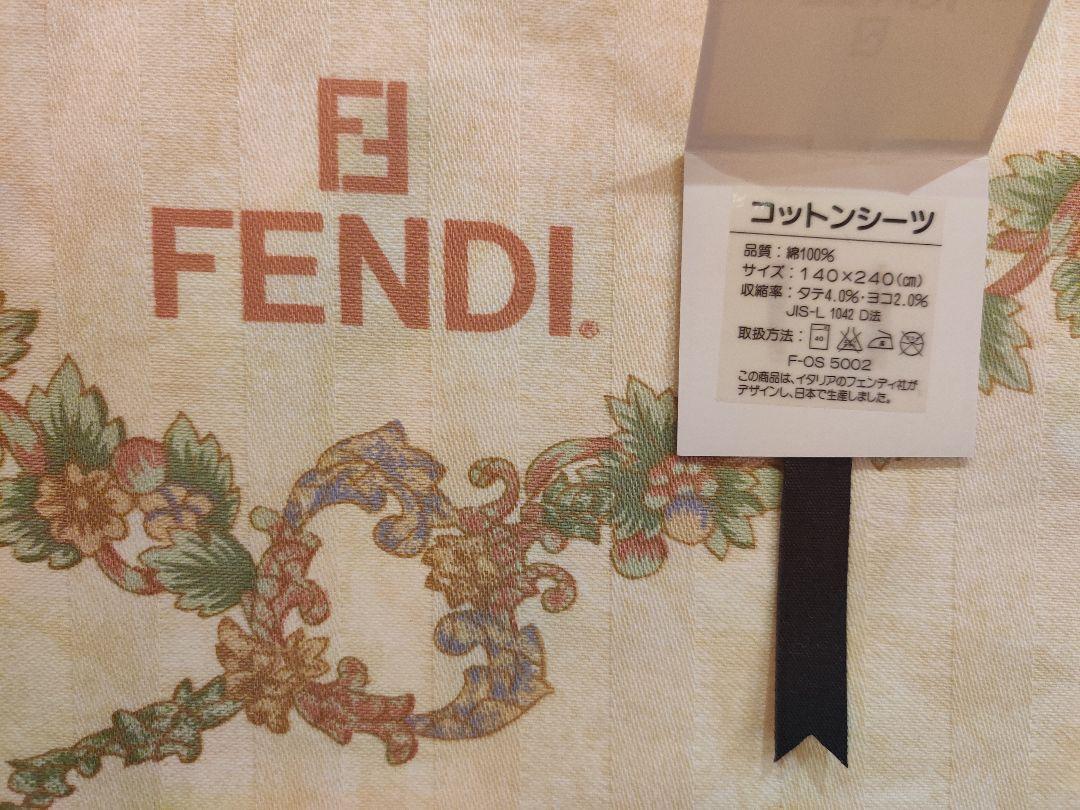 FENDI®
コットンシーツ
品質：綿100%
サイズ：140×240(㎝)
収縮率：タテ4.0%・ヨコ2.0%
JIS-L 1042 D法
取扱方法：
40
F-OS 5002
この商品は、イタリアのフェンディ社が
デザインし、日本で生産しました。